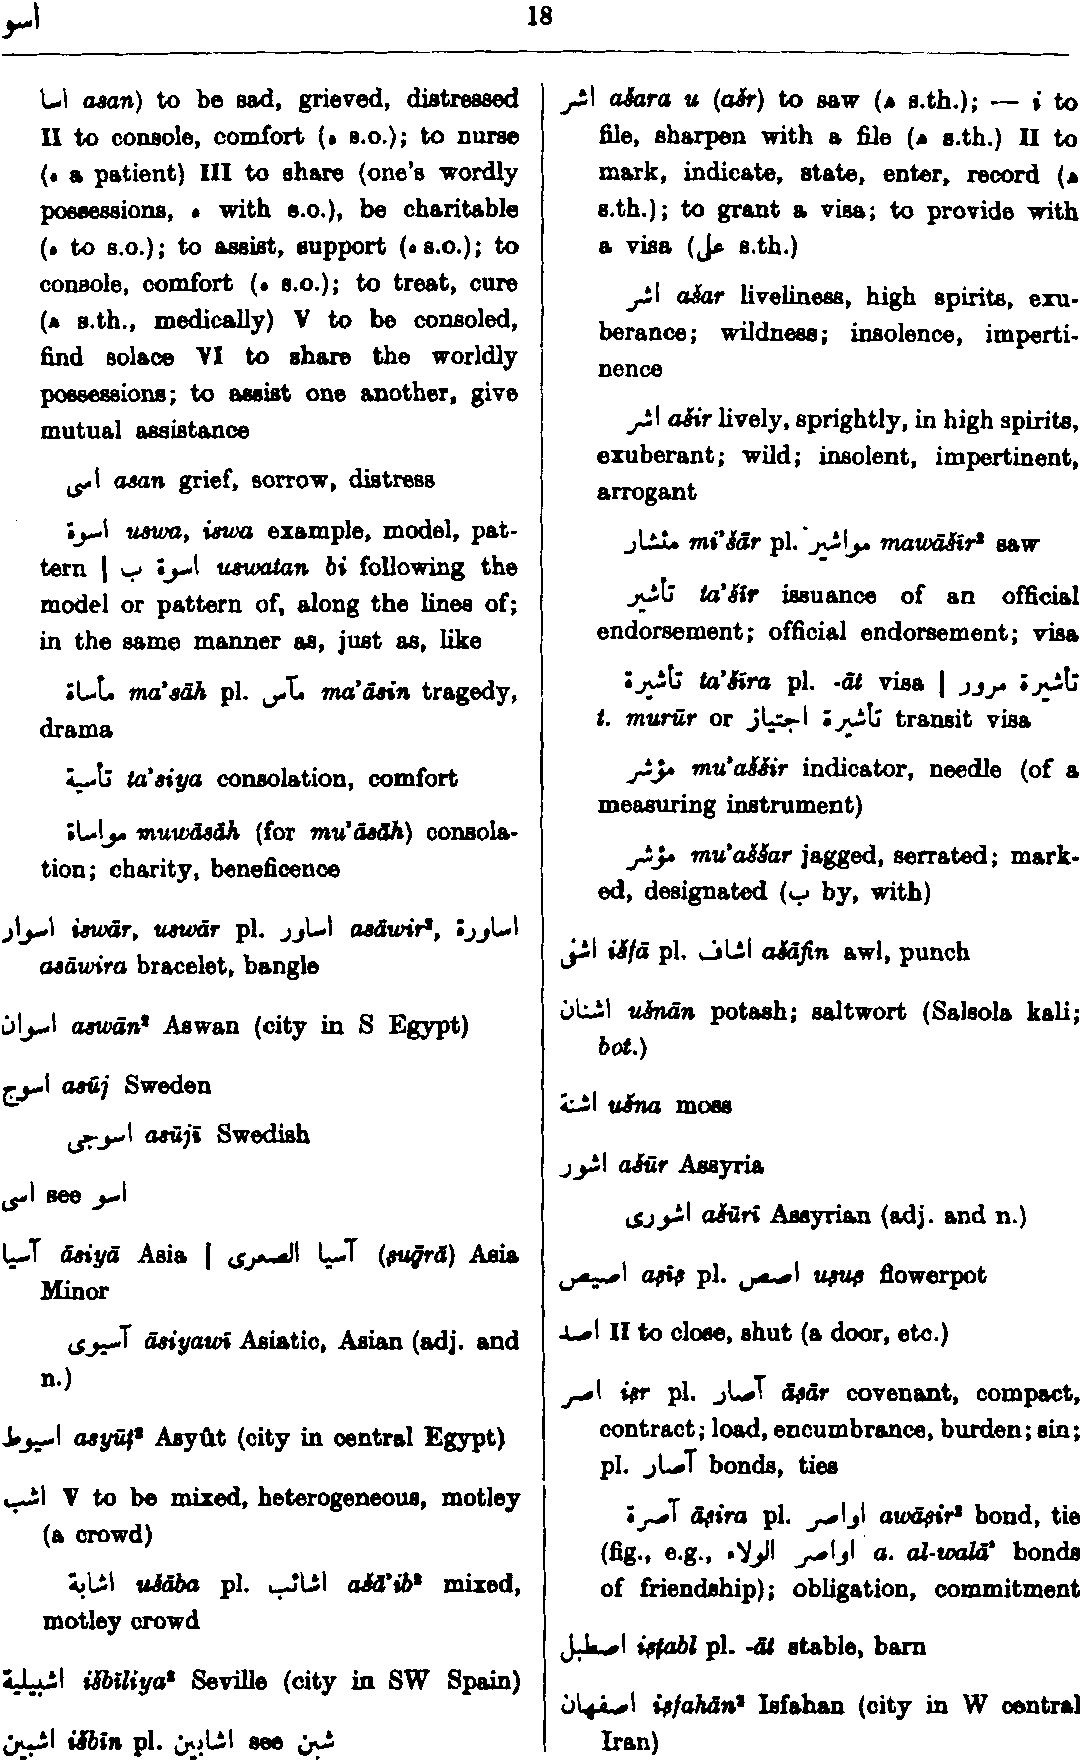 اسو
18
اسا asan) to be sad, grieved, distressed
II to console, comfort (ه s.o.); to nurse
(ه a patient) III to share (one's wordly
possessions, ه with s.o.), be charitable
(ه to s.o.); to assist, support (ه s.o.); to
console, comfort (ه s.o.); to treat, cure
(ﻫ s.th., medically) V to be consoled,
find solace VI to share the worldly
possessions; to assist one another, give
mutual assistance
اسى asan grief, sorrow, distress
اسوة uswa, iswa example, model, pat-
tern | اسوة ب uswatan bi following the
model or pattern of, along the lines of;
in the same manner as, just as, like
مأساة ma'sāh pl. مآس ma'āsin tragedy,
drama
تأسية ta'siya consolation, comfort
مواساة muwāsāh (for mu'āsāh) consola-
tion; charity, beneficence
اسوار iswār, uswār pl. اساور asāwir², اساورة
asāwira bracelet, bangle
اسوان aswān² Aswan (city in S Egypt)
اسوج asūj Sweden
اسوجى asūjī Swedish
اسى see اسو
آسيا āsiyā Asia | آسيا الصغرى (ṣuḡrā) Asia
Minor
آسيوى āsiyawī Asiatic, Asian (adj. and
n.)
اسيوط asyūṭ² Asyût (city in central Egypt)
اشب V to be mixed, heterogeneous, motley
(a crowd)
اشابة ušāba pl. اشائب ašā'ib² mixed,
motley crowd
اشبيلية išbīliya² Seville (city in SW Spain)
اشبين išbīn pl. اشابين see شبن
اشر ašara u (ašr) to saw (ﻫ s.th.); — i to
file, sharpen with a file (ﻫ s.th.) II to
mark, indicate, state, enter, record (ﻫ
s.th.); to grant a visa; to provide with
a visa (على s.th.)
اشر ašar liveliness, high spirits, exu-
berance; wildness; insolence, imperti-
nence
اشر ašir lively, sprightly, in high spirits,
exuberant; wild; insolent, impertinent,
arrogant
مئشار mi'šār pl. مواشير mawāšīr² saw
تأشير ta'šīr issuance of an official
endorsement; official endorsement; visa
تأشيرة ta'šīra pl. -āt visa | تأشيرة مرور
t. murūr or تأشيرة اجتياز transit visa
مؤشر mu'aššir indicator, needle (of a
measuring instrument)
مؤشر mu'aššar jagged, serrated; mark-
ed, designated (ب by, with)
اشفى išfā pl. اشاف ašāfin awl, punch
اشنان ušnān potash; saltwort (Salsola kali;
bot.)
اشنة ušna moss
اشور ašūr Assyria
اشورى ašūrī Assyrian (adj. and n.)
اصيص aṣīṣ pl. اصص uṣuṣ flowerpot
اصد II to close, shut (a door, etc.)
اصر iṣr pl. آصار āṣār covenant, compact,
contract; load, encumbrance, burden; sin;
pl. آصار bonds, ties
آصرة āṣira pl. اواصر awāṣir² bond, tie
(fig., e.g., اواصر الولاء a. al-walā' bonds
of friendship); obligation, commitment
اصطبل iṣṭabl pl. -āt stable, barn
اصفهان iṣfahān² Isfahan (city in W central
Iran)